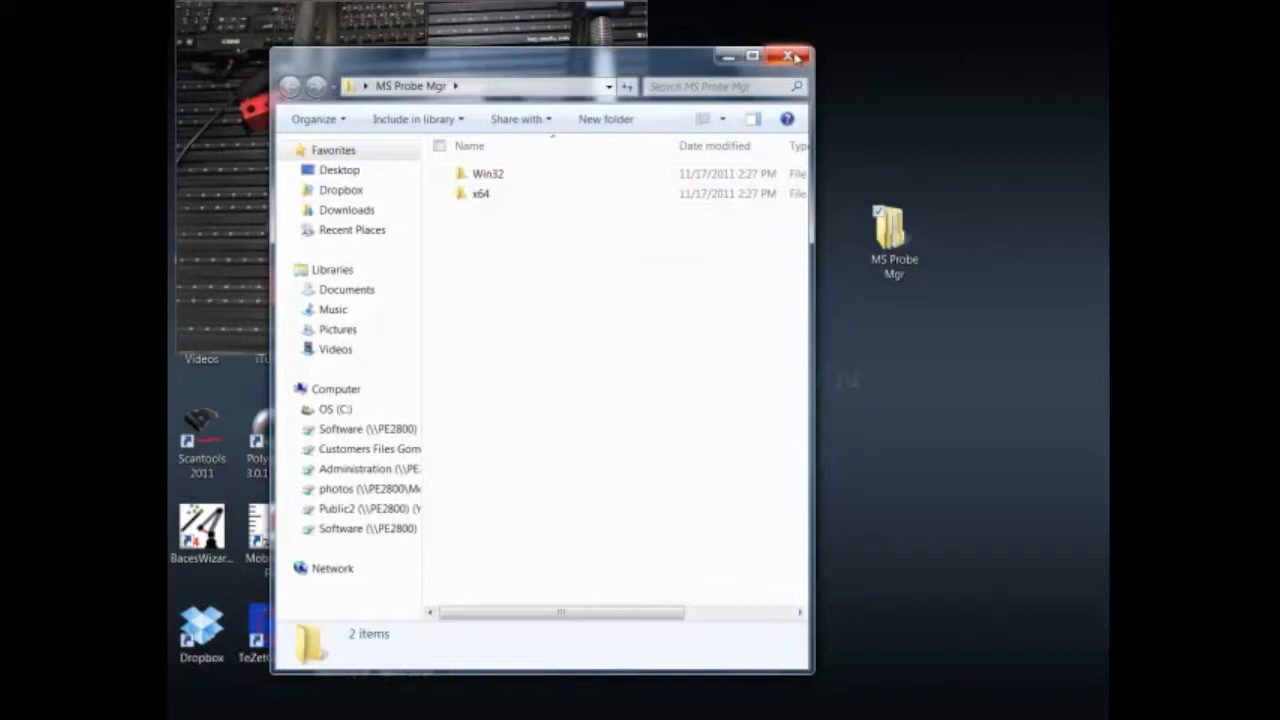 MS Probe Mgr
Search MS Probe Mgr
Organize
Include in library
Share with
New folder
Name
Date modified
Typ
Favorites
Desktop
Dropbox
Downloads
Recent Places
Win32
11/17/2011 2:27 PM
File
x64
11/17/2011 2:27 PM
File
Libraries
Documents
Music
Pictures
Videos
Computer
OS (C:)
Software (\\PE2800)
Customers Files Gom
Administration (\\PE
photos (\\PE2800\M
Public2 (\\PE2800) (Y
Software (\\PE2800)
Network
2 items
MS Probe
Mgr
Videos
iTu
Scantools
2011
Poly
3.0.1
BacesWizar...
Mob
Dropbox
TeZet